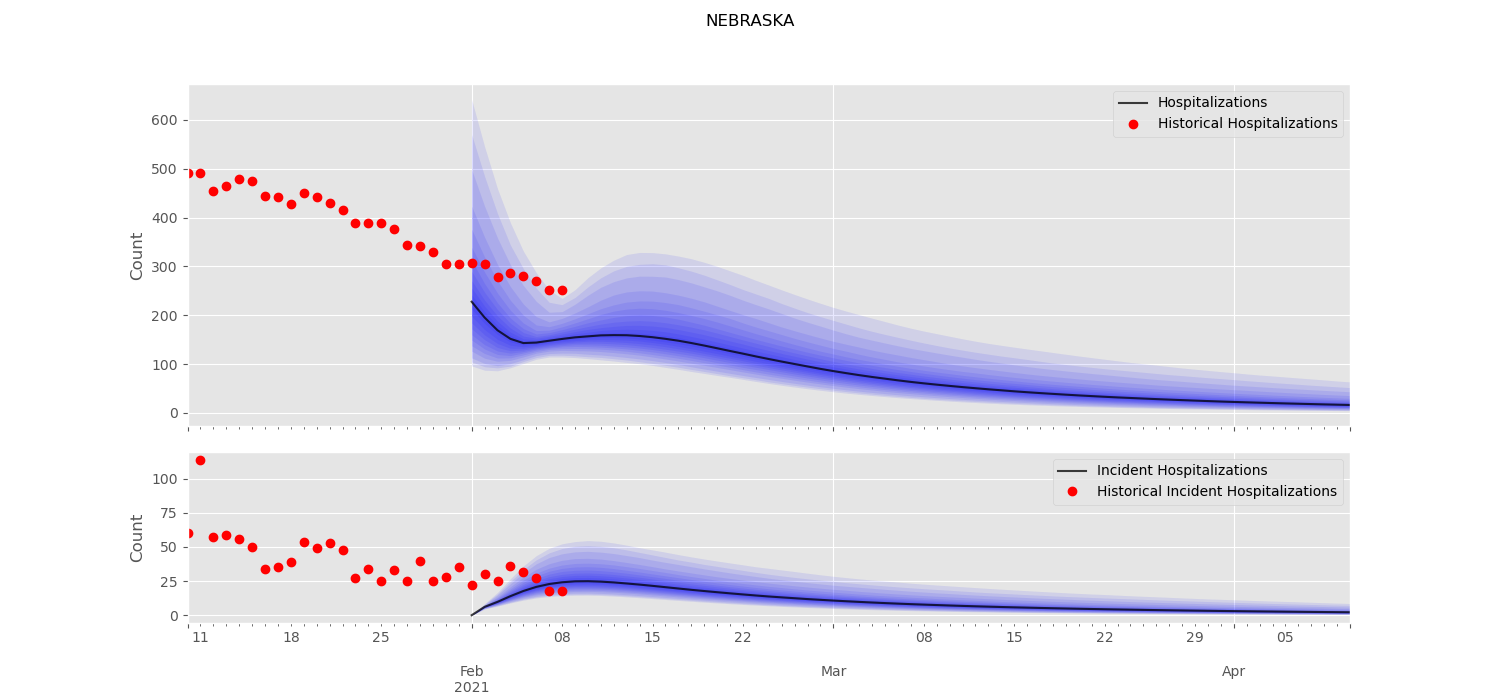 NEBRASKA
600
500
400
300
200
100
0
Count
Hospitalizations
Historical Hospitalizations
100
75
50
25
0
Count
Incident Hospitalizations
Historical Incident Hospitalizations
11 18 25 08 15 22 08 15 22 29 05
Feb Mar Apr
2021